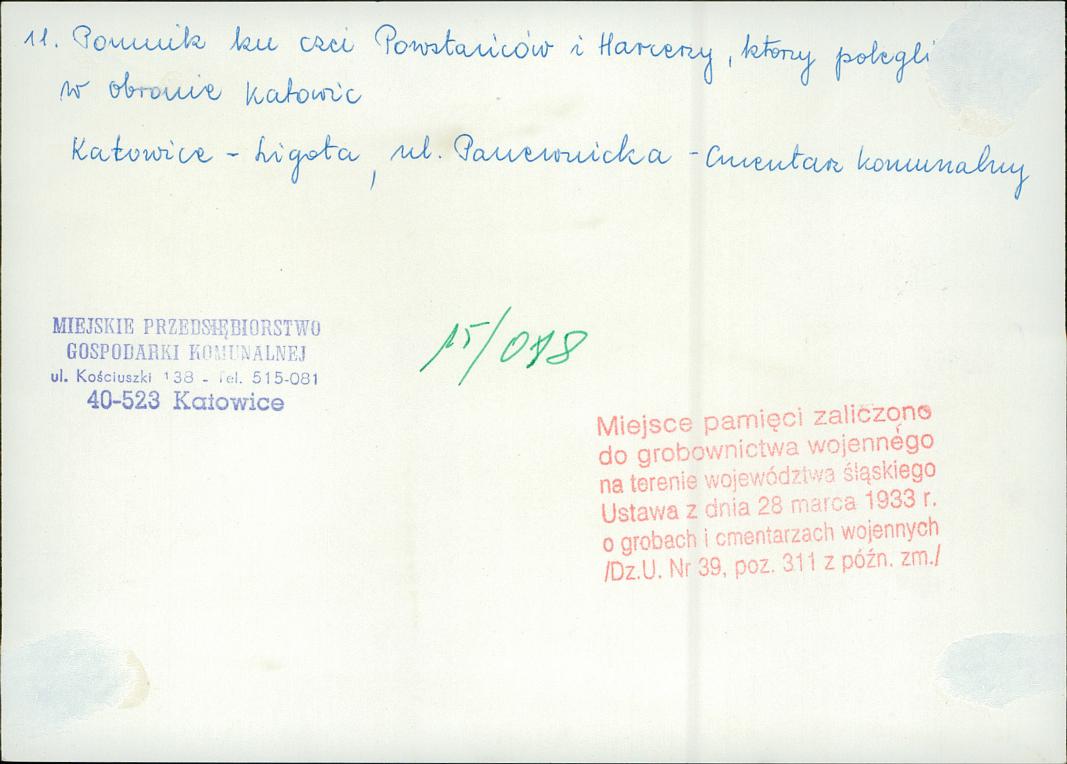 11. Pomnik ku czci Powstańców i Harcerzy, którzy polegli
w obronie Katowic
Katowice - Ligota, ul. Panewnicka - Cmentarz komunalny
MIEJSKIE PRZEDSIĘBIORSTWO
GOSPODARKI KOMUNALNEJ
ul. Kościuszki 138 - Tel. 515-081
40-523 Katowice
15/078
Miejsce pamięci zaliczono
do grobownictwa wojennego
na terenie województwa śląskiego
Ustawa z dnia 28 marca 1933 r.
o grobach i cmentarzach wojennych
/Dz.U. Nr 39, poz. 311 z późn. zm./